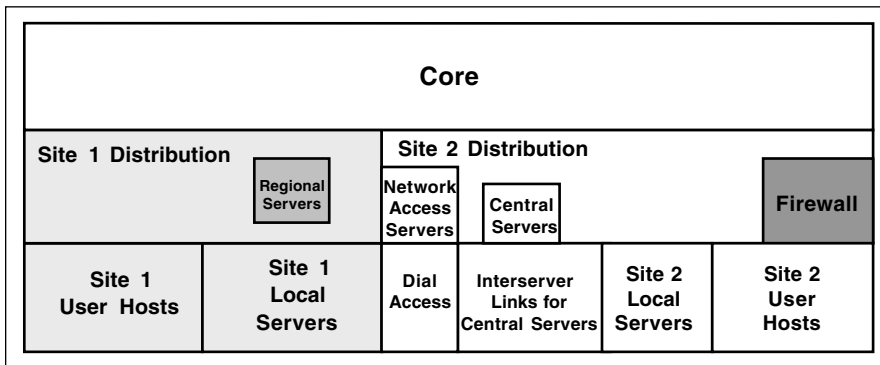 Core
Site 1 Distribution
Regional
Servers
Site 2 Distribution
Network
Access
Servers
Central
Servers
Firewall
Site 1
User Hosts
Site 1
Local
Servers
Dial
Access
Interserver
Links for
Central Servers
Site 2
Local
Servers
Site 2
User
Hosts